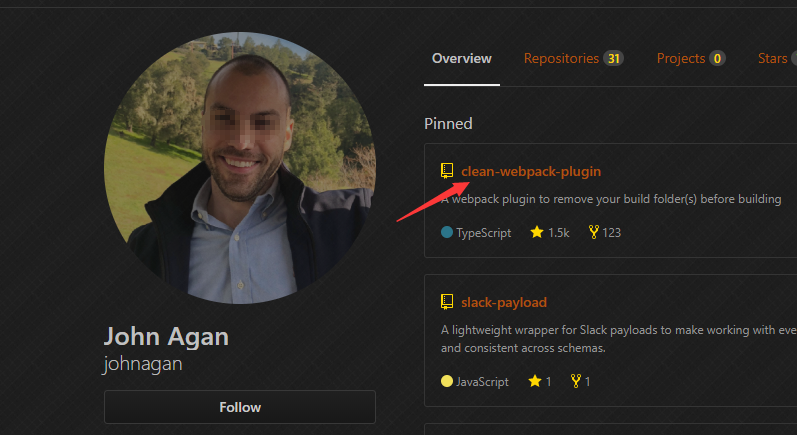 Overview
Repositories 31
Projects 0
Stars
Pinned
clean-webpack-plugin
A webpack plugin to remove your build folder(s) before building
TypeScript 1.5k 123
slack-payload
A lightweight wrapper for Slack payloads to make working with eve
and consistent across schemas.
JavaScript 1 1
John Agan
johnagan
Follow